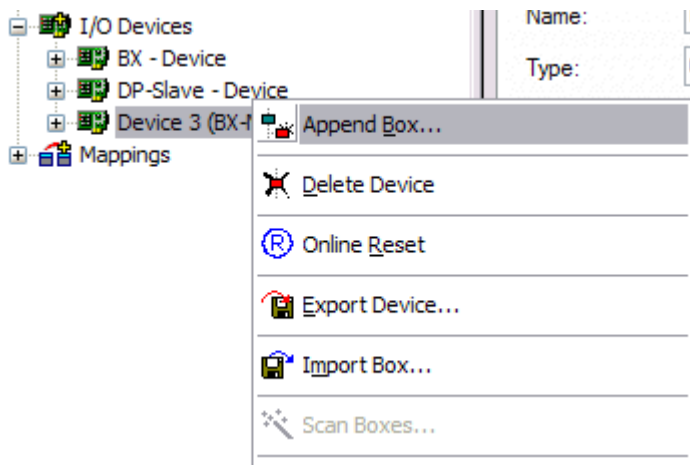 I/O Devices
BX - Device
DP-Slave - Device
Device 3 (BX-
Mappings
Name:
Type:
Append Box...
Delete Device
Online Reset
Export Device...
Import Box...
Scan Boxes...